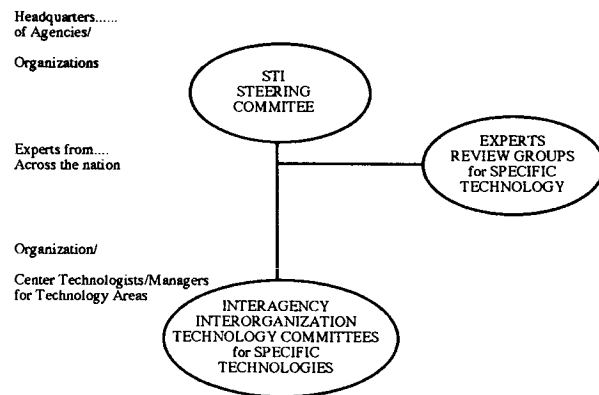 Headquarters......
of Agencies/
Organizations
STI
STEERING
COMMITEE
Experts from....
Across the nation
EXPERTS
REVIEW GROUPS
for SPECIFIC
TECHNOLOGY
Organization/
Center Technologists/Managers
for Technology Areas
INTERAGENCY
INTERORGANIZATION
TECHNOLOGY COMMITTEES
for SPECIFIC
TECHNOLOGIES